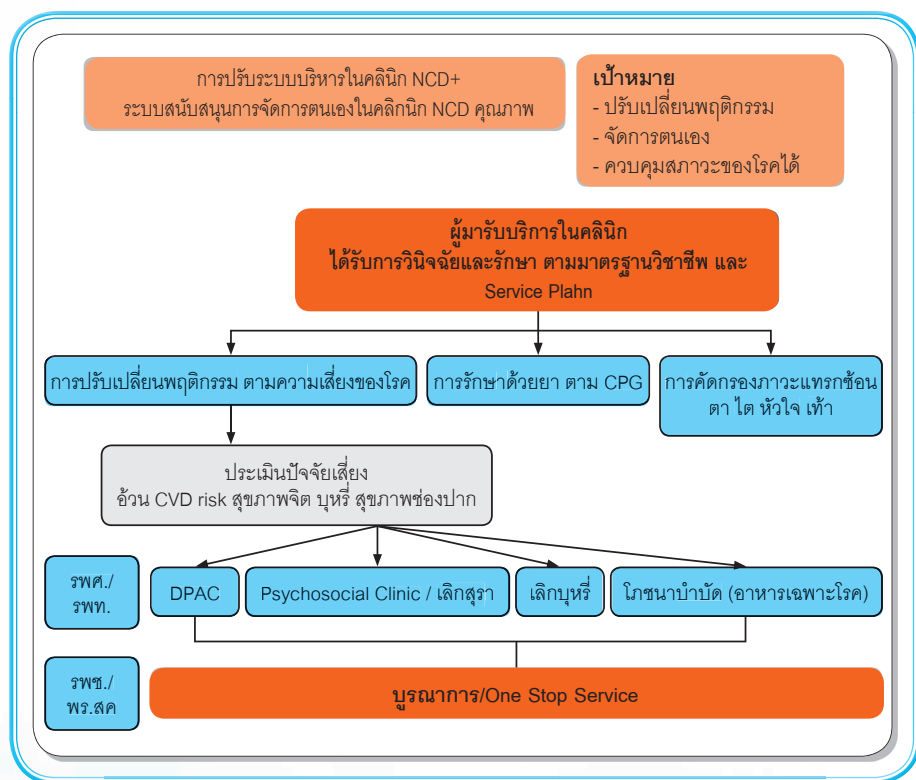 การปรับระบบบริหารในคลินิก NCD+
ระบบสนับสนุนการจัดการตนเองในคลิกนิก NCD คุณภาพ
เป้าหมาย
- ปรับเปลี่ยนพฤติกรรม
- จัดการตนเอง
- ควบคุมสภาวะของโรคได้
ผู้มารับบริการในคลินิก
ได้รับการวินิจฉัยและรักษา ตามมาตรฐานวิชาชีพ และ
Service Plahn
การปรับเปลี่ยนพฤติกรรม ตามความเสี่ยงของโรค
การรักษาด้วยยา ตาม CPG
การคัดกรองภาวะแทรกซ้อน
ตา ไต หัวใจ เท้า
ประเมินปัจจัยเสี่ยง
อ้วน CVD risk สุขภาพจิต บุหรี่ สุขภาพช่องปาก
รพศ./
รพท.
DPAC
Psychosocial Clinic / เลิกสุรา
เลิกบุหรี่
โภชนาบำบัด (อาหารเฉพาะโรค)
รพช./
พร.สค
บูรณาการ/One Stop Service